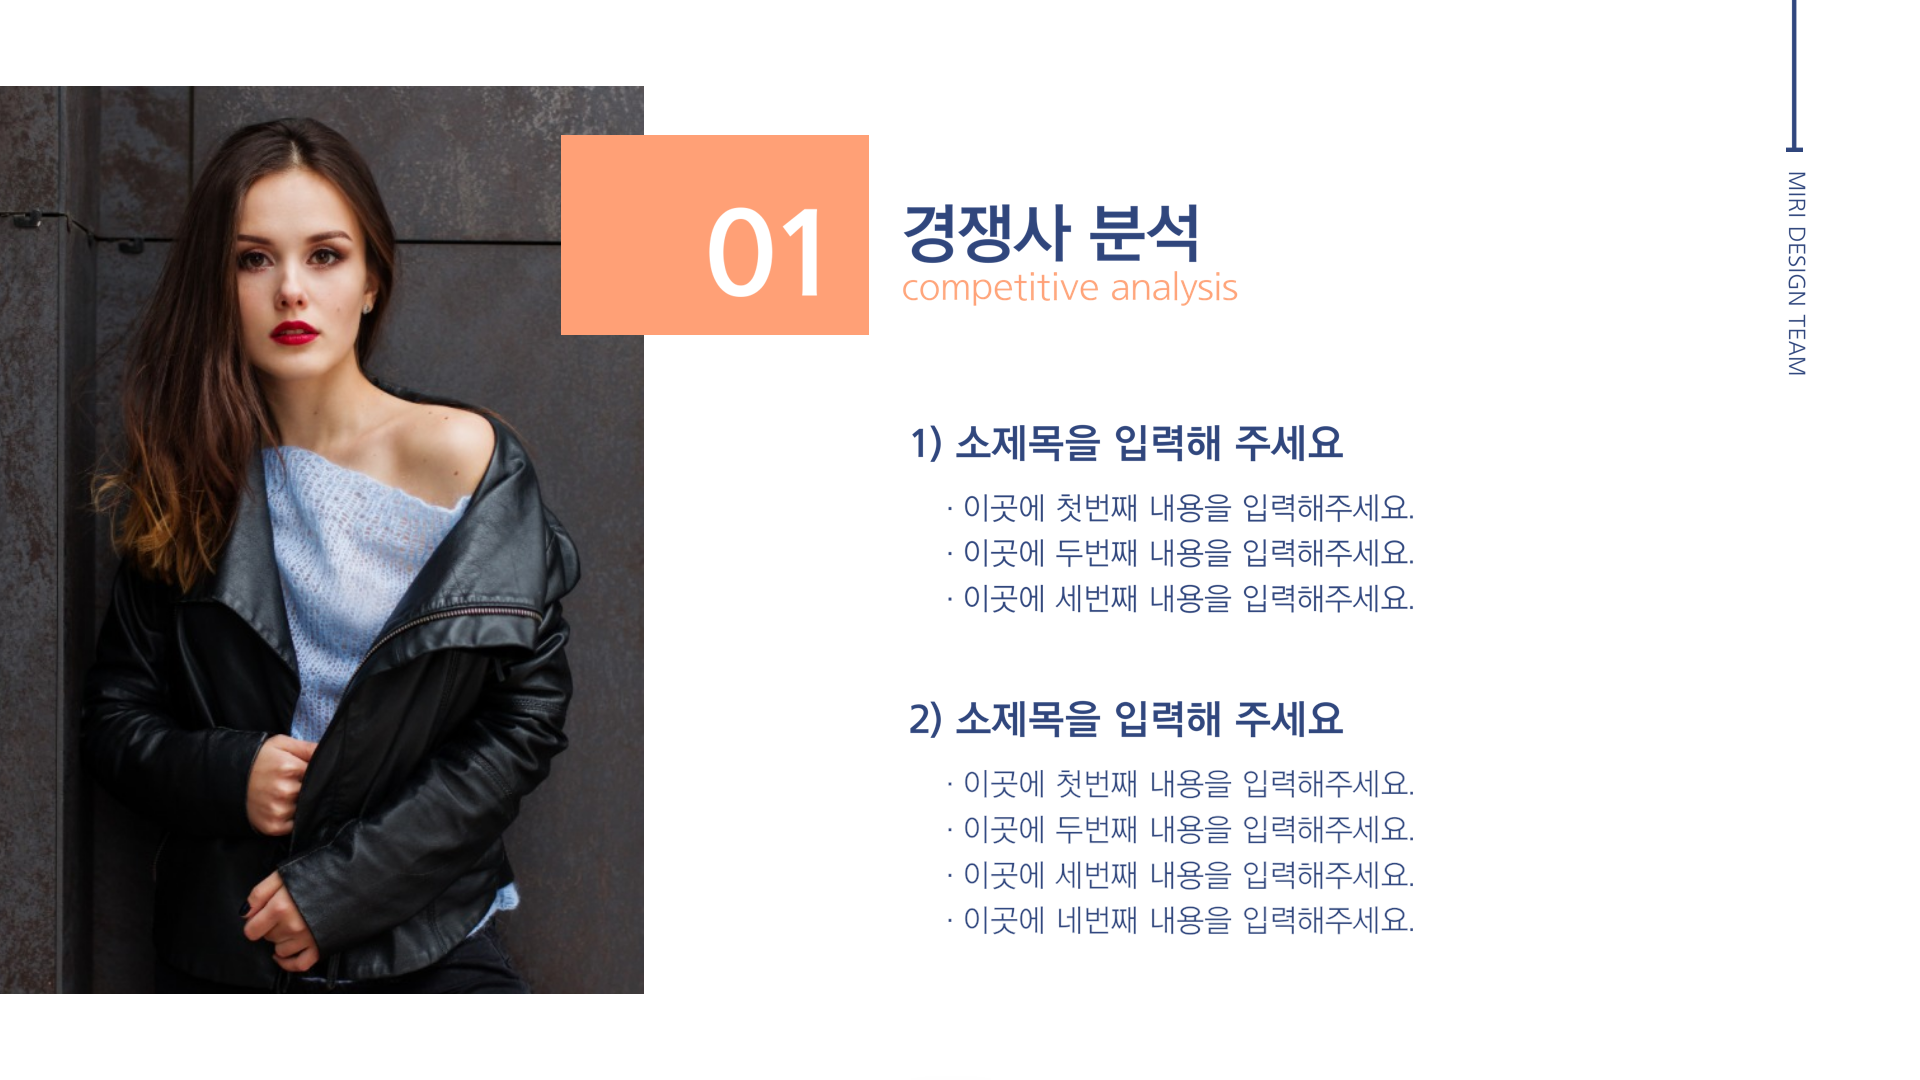 01
경쟁사 분석
competitive analysis
MIRI DESIGN TEAM
1) 소제목을 입력해 주세요
· 이곳에 첫번째 내용을 입력해주세요.
· 이곳에 두번째 내용을 입력해주세요.
· 이곳에 세번째 내용을 입력해주세요.
2) 소제목을 입력해 주세요
· 이곳에 첫번째 내용을 입력해주세요.
· 이곳에 두번째 내용을 입력해주세요.
· 이곳에 세번째 내용을 입력해주세요.
· 이곳에 네번째 내용을 입력해주세요.